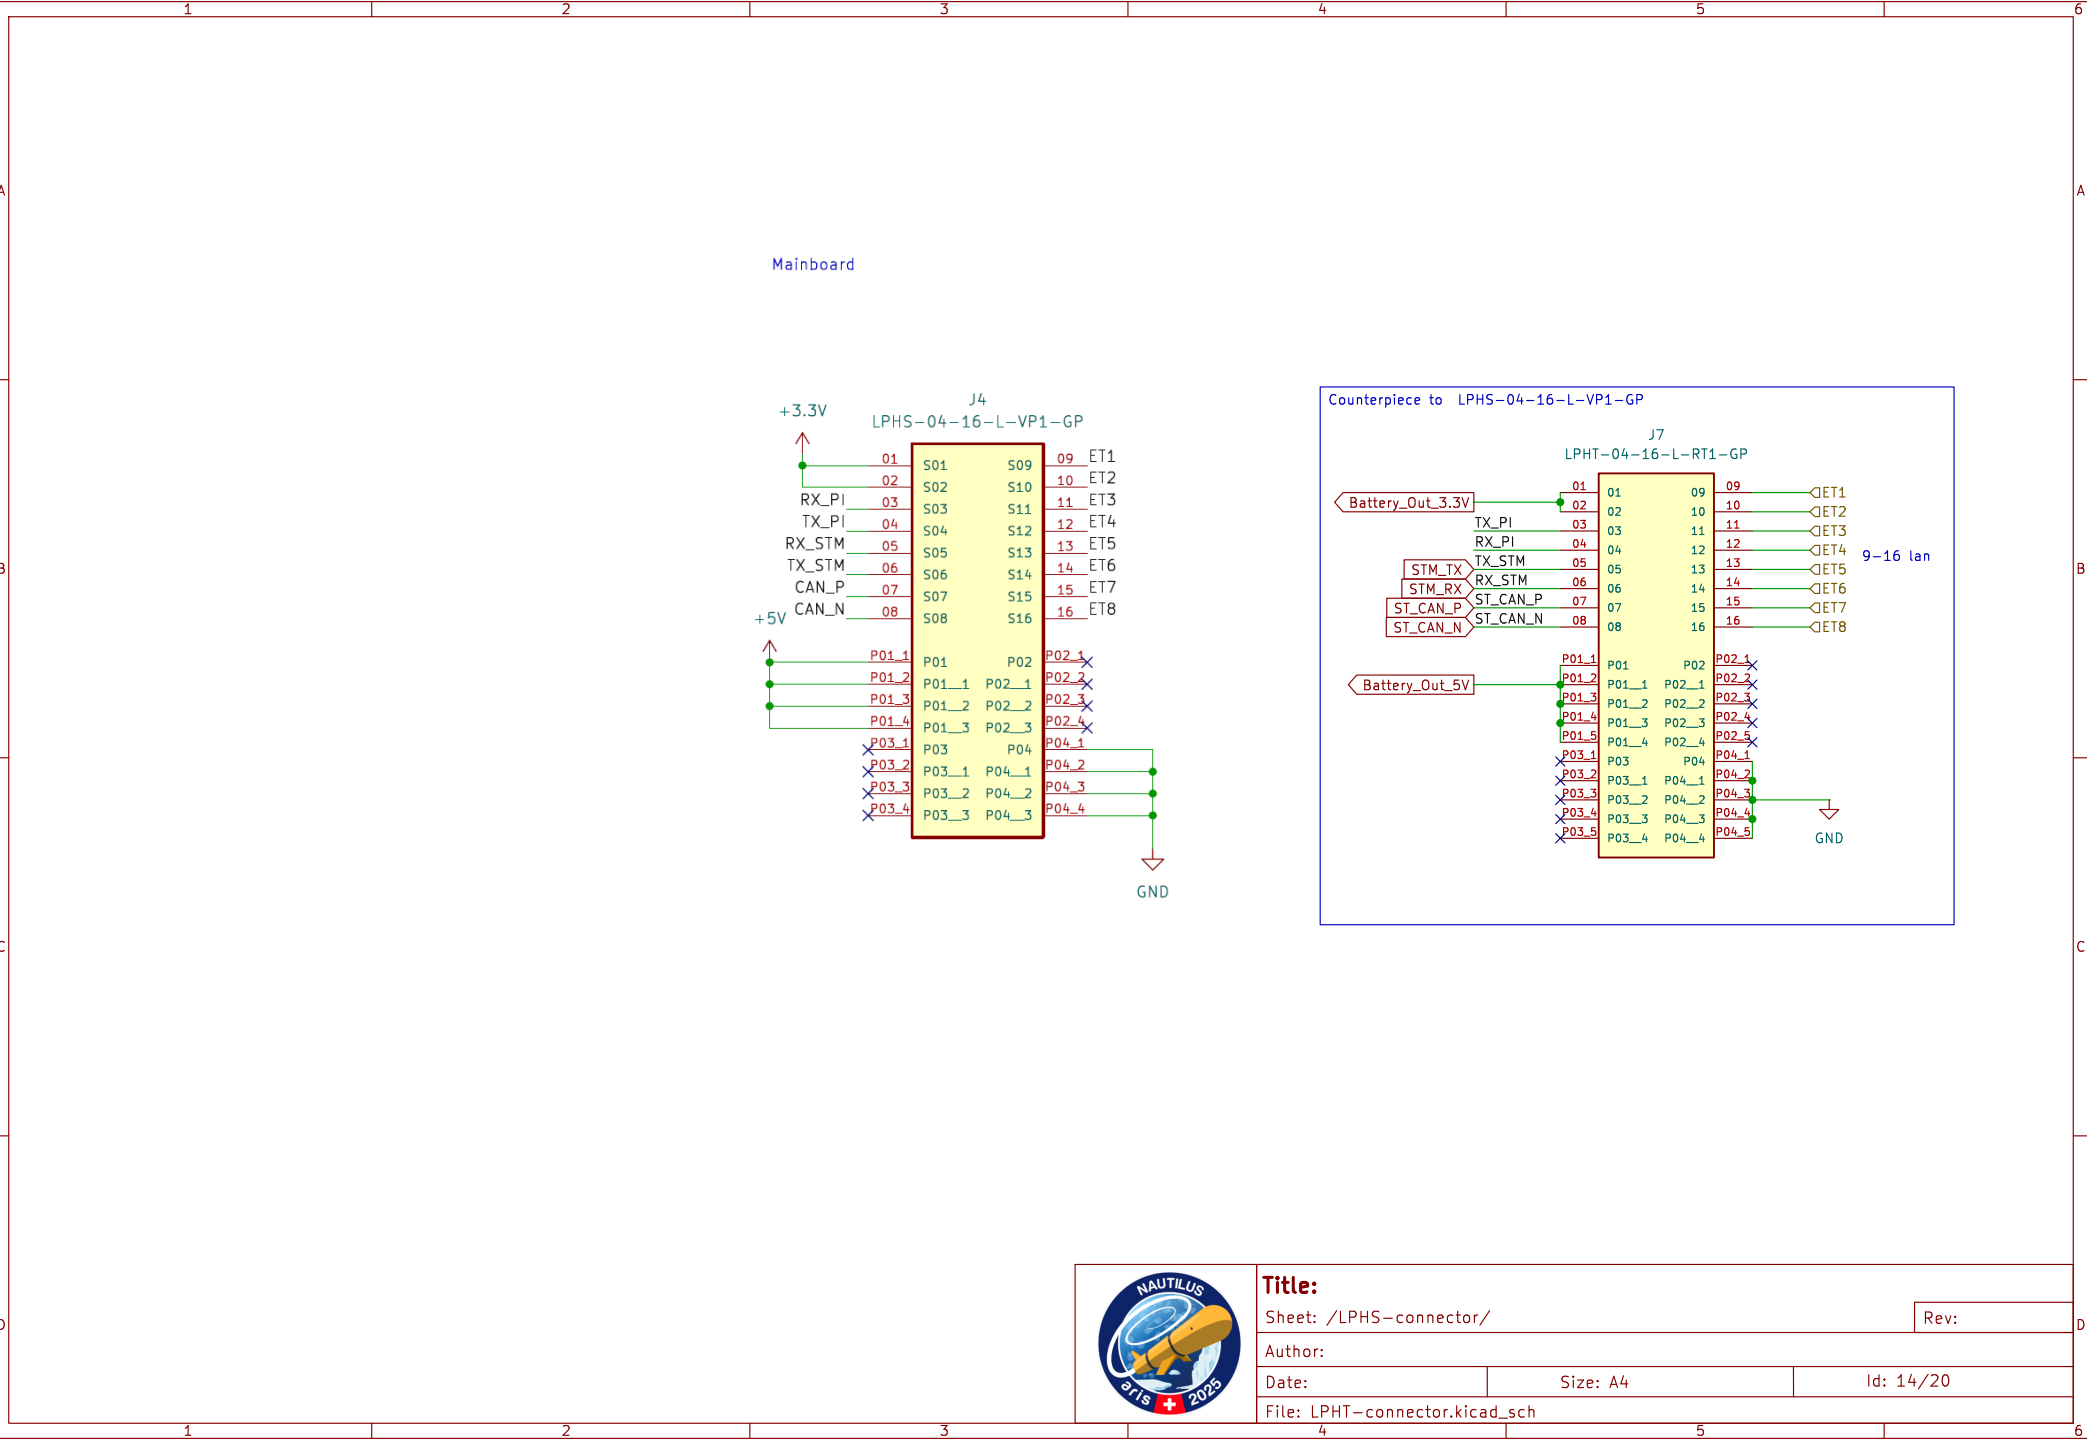 1 2 3 4 5 6
A A
B B
C C
D D
Mainboard
+3.3V
J4
LPHS-04-16-L-VP1-GP
01 S01 S09 09 ET1
02 S02 S10 10 ET2
RX_PI 03 S03 S11 11 ET3
TX_PI 04 S04 S12 12 ET4
RX_STM 05 S05 S13 13 ET5
TX_STM 06 S06 S14 14 ET6
CAN_P 07 S07 S15 15 ET7
CAN_N 08 S08 S16 16 ET8
+5V
P01_1 P01 P02 P02_1
P01_2 P01__1 P02__1 P02_2
P01_3 P01__2 P02__2 P02_3
P01_4 P01__3 P02__3 P02_4
P03_1 P03 P04 P04_1
P03_2 P03__1 P04__1 P04_2
P03_3 P03__2 P04__2 P04_3
P03_4 P03__3 P04__3 P04_4
GND
Counterpiece to LPHS-04-16-L-VP1-GP
J7
LPHT-04-16-L-RT1-GP
Battery_Out_3.3V
01 01 09 09 ET1
02 02 10 10 ET2
TX_PI 03 03 11 11 ET3
RX_PI 04 04 12 12 ET4
9-16 lan
STM_TX TX_STM 05 05 13 13 ET5
STM_RX RX_STM 06 06 14 14 ET6
ST_CAN_P ST_CAN_P 07 07 15 15 ET7
ST_CAN_N ST_CAN_N 08 08 16 16 ET8
P01_1 P01 P02 P02_1
Battery_Out_5V P01_2 P01__1 P02__1 P02_2
P01_3 P01__2 P02__2 P02_3
P01_4 P01__3 P02__3 P02_4
P01_5 P01__4 P02__4 P02_5
P03_1 P03 P04 P04_1
P03_2 P03__1 P04__1 P04_2
P03_3 P03__2 P04__2 P04_3
P03_4 P03__3 P04__3 P04_4
P03_5 P03__4 P04__4 P04_5
GND
NAUTILUS
aris 2025
Title:
Sheet: /LPHS-connector/
Rev:
Author:
Date: Size: A4 Id: 14/20
File: LPHT-connector.kicad_sch
1 2 3 4 5 6